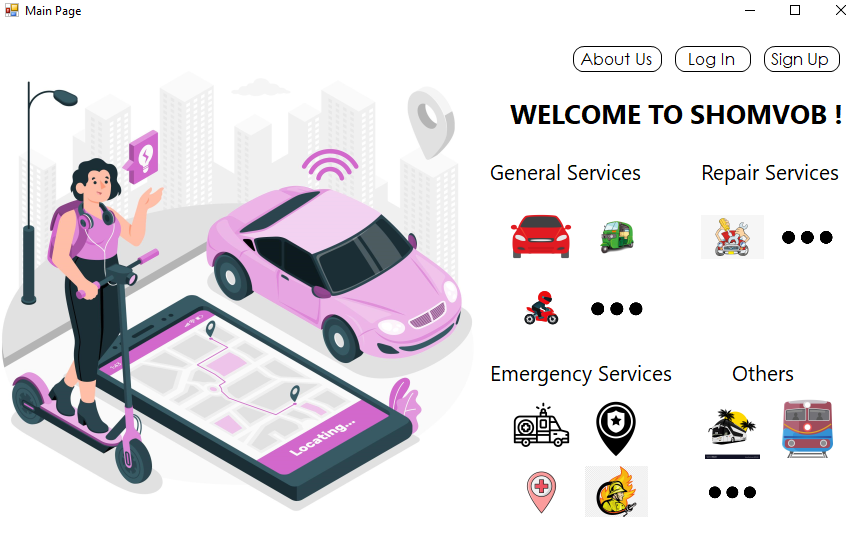 Main Page
About Us
Log In
Sign Up
WELCOME TO SHOMVOB !
General Services
Repair Services
Emergency Services
Others
Locating...